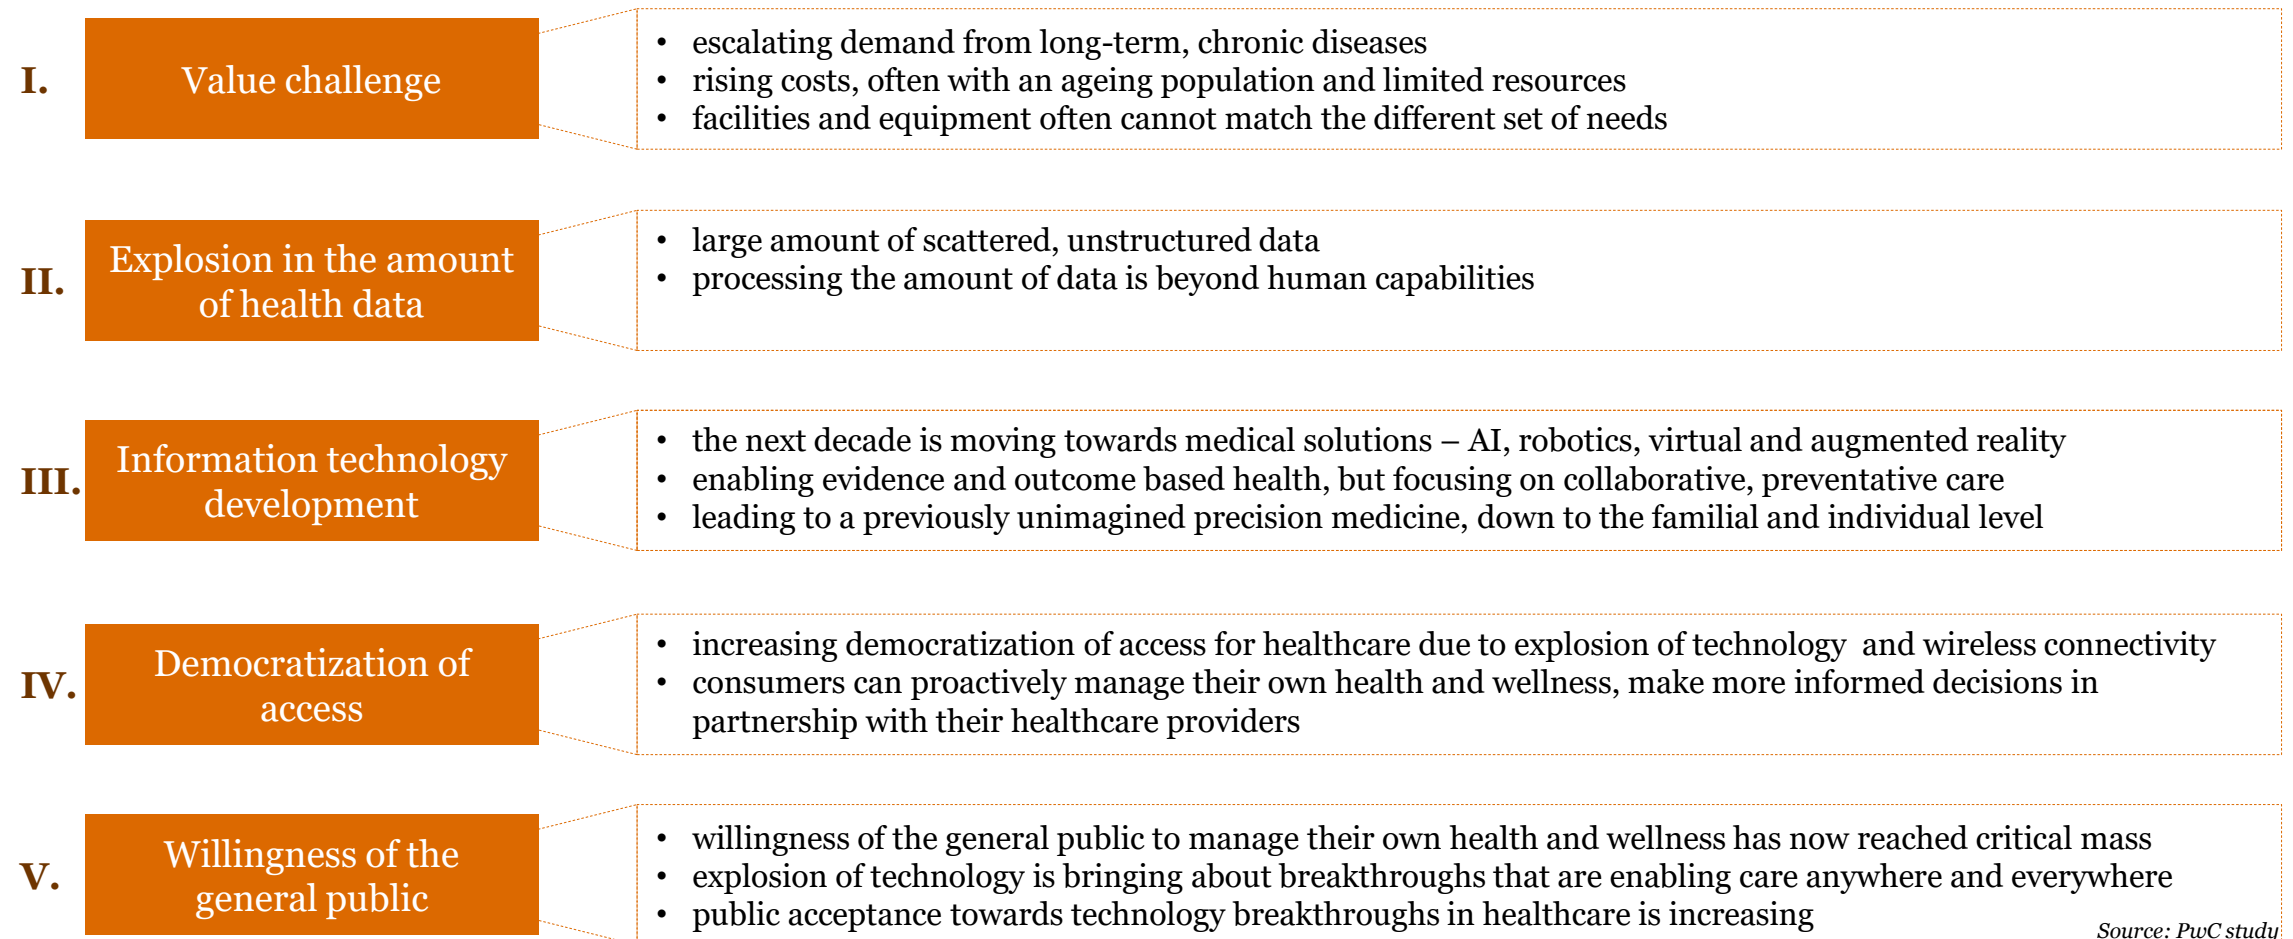 I.
Value challenge
• escalating demand from long-term, chronic diseases
• rising costs, often with an ageing population and limited resources
• facilities and equipment often cannot match the different set of needs
II.
Explosion in the amount
of health data
• large amount of scattered, unstructured data
• processing the amount of data is beyond human capabilities
III.
Information technology
development
• the next decade is moving towards medical solutions – AI, robotics, virtual and augmented reality
• enabling evidence and outcome based health, but focusing on collaborative, preventative care
• leading to a previously unimagined precision medicine, down to the familial and individual level
IV.
Democratization of
access
• increasing democratization of access for healthcare due to explosion of technology  and wireless connectivity
• consumers can proactively manage their own health and wellness, make more informed decisions in
partnership with their healthcare providers
V.
Willingness of the
general public
• willingness of the general public to manage their own health and wellness has now reached critical mass
• explosion of technology is bringing about breakthroughs that are enabling care anywhere and everywhere
• public acceptance towards technology breakthroughs in healthcare is increasing
Source: PwC study